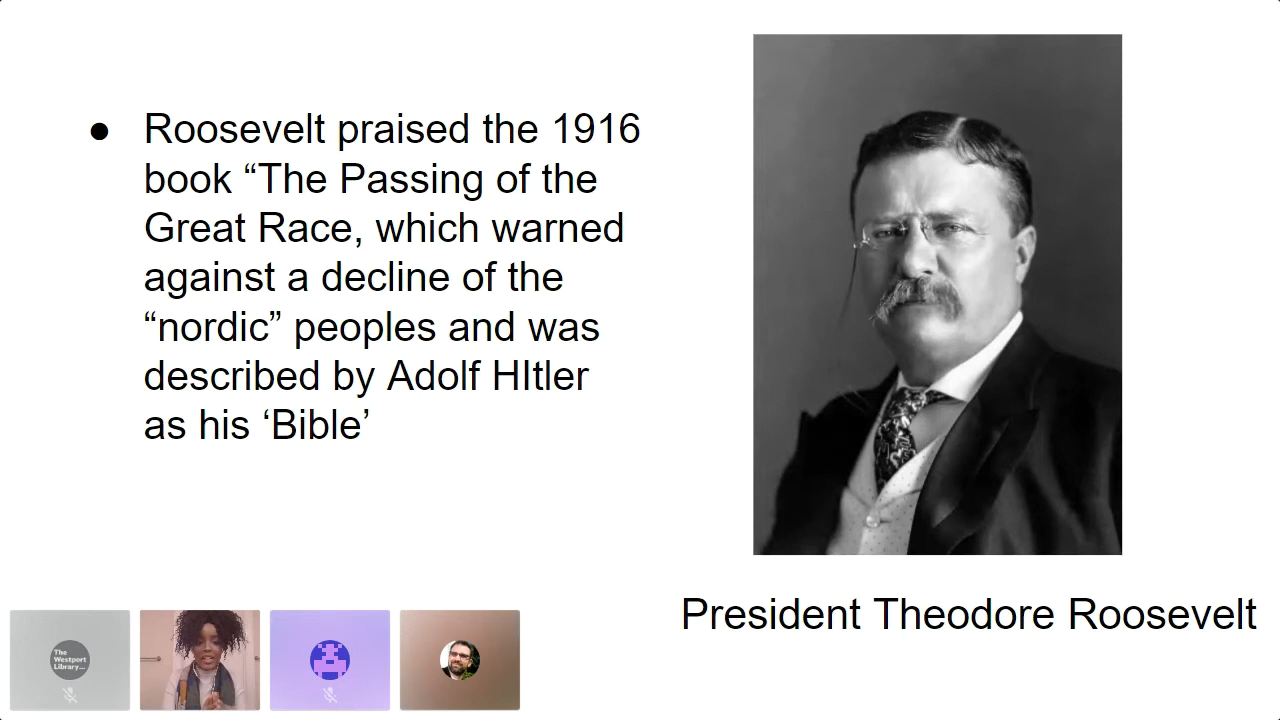 ● Roosevelt praised the 1916
book “The Passing of the
Great Race, which warned
against a decline of the
“nordic” peoples and was
described by Adolf HItler
as his ‘Bible’
President Theodore Roosevelt
The
Westport
Library...